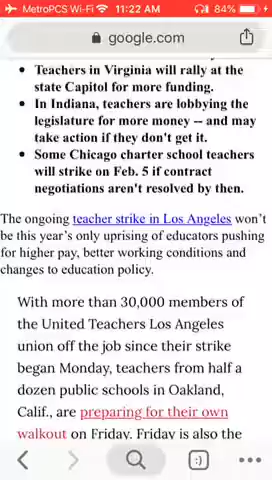 MetroPCS Wi-Fi 11:22 AM 84%
google.com
Teachers in Virginia will rally at the
state Capitol for more funding.
In Indiana, teachers are lobbying the
legislature for more money -- and may
take action if they don't get it.
Some Chicago charter school teachers
will strike on Feb. 5 if contract
negotiations aren't resolved by then.
The ongoing teacher strike in Los Angeles won't
be this year's only uprising of educators pushing
for higher pay, better working conditions and
changes to education policy.
With more than 30,000 members of
the United Teachers Los Angeles
union off the job since their strike
began Monday, teachers from half a
dozen public schools in Oakland,
Calif., are preparing for their own
walkout on Friday. Friday is also the
:)